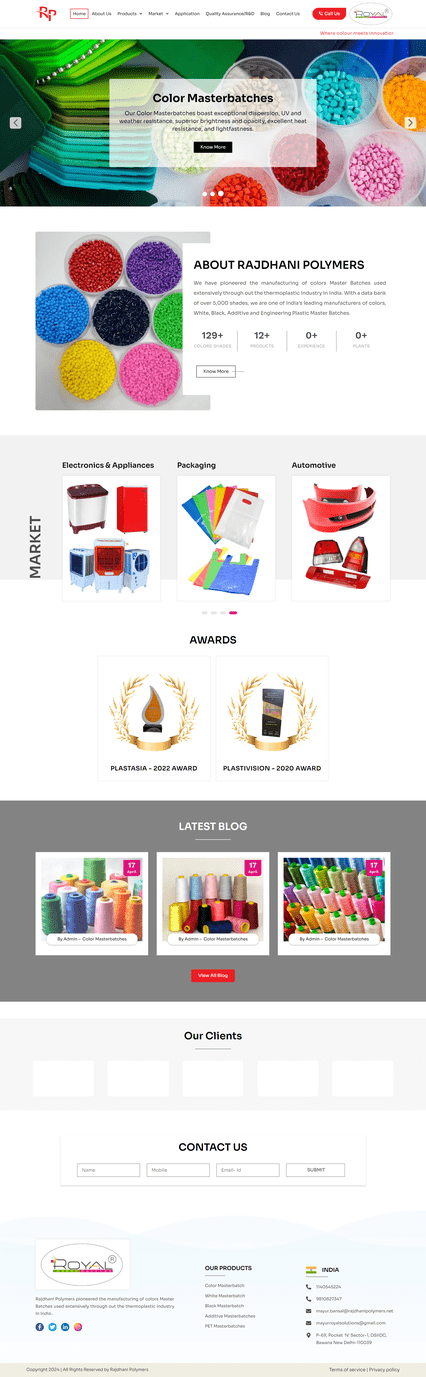 RP
Home
About Us
Products
Market
Application
Quality Assurance/R&D
Blog
Contact Us
Call Us
ROYAL
Where colour meets innovation
Color Masterbatches
Our Color Masterbatches boast exceptional dispersion, UV and
weather resistance, superior brightness and opacity, excellent heat
resistance, and lightfastness.
Know More
ABOUT RAJDHANI POLYMERS
We have pioneered the manufacturing of colors Master Batches used
extensively through out the thermoplastic industry in India. With a data bank
of over 5,000 shades, we are one of India's leading manufacturers of colors,
White, Black, Additive and Engineering Plastic Master Batches.
129+ 12+ 0+ 0+
COLORS SHADES PRODUCTS EXPERIENCE PLANTS
Know More
MARKET
Electronics & Appliances
Packaging
Automotive
AWARDS
PLASTASIA - 2022 AWARD
PLASTIVISION - 2020 AWARD
LATEST BLOG
17
April
By Admin - Color Masterbatches
17
April
By Admin - Color Masterbatches
17
April
By Admin - Color Masterbatches
View All Blog
Our Clients
CONTACT US
Name
Mobile
Email- Id
SUBMIT
ROYAL
R
Rajdhani Polymers pioneered the manufacturing of colors Master
Batches used extensively through out the thermoplastic industry
in India.
OUR PRODUCTS
Color Masterbatch
White Masterbatch
Black Masterbatch
Additive Masterbatches
PET Masterbatches
INDIA
1140545224
9810827347
mayur.bansal@rajdhanipolymers.net
mayurroyalsolutions@gmail.com
P-69, Pocket 'N' Sector-1, DSIIDC,
Bawana New Delhi-110039.
Copyright 2024 | All Rights Reserved by Rajdhani Polymers
Terms of service | Privacy policy